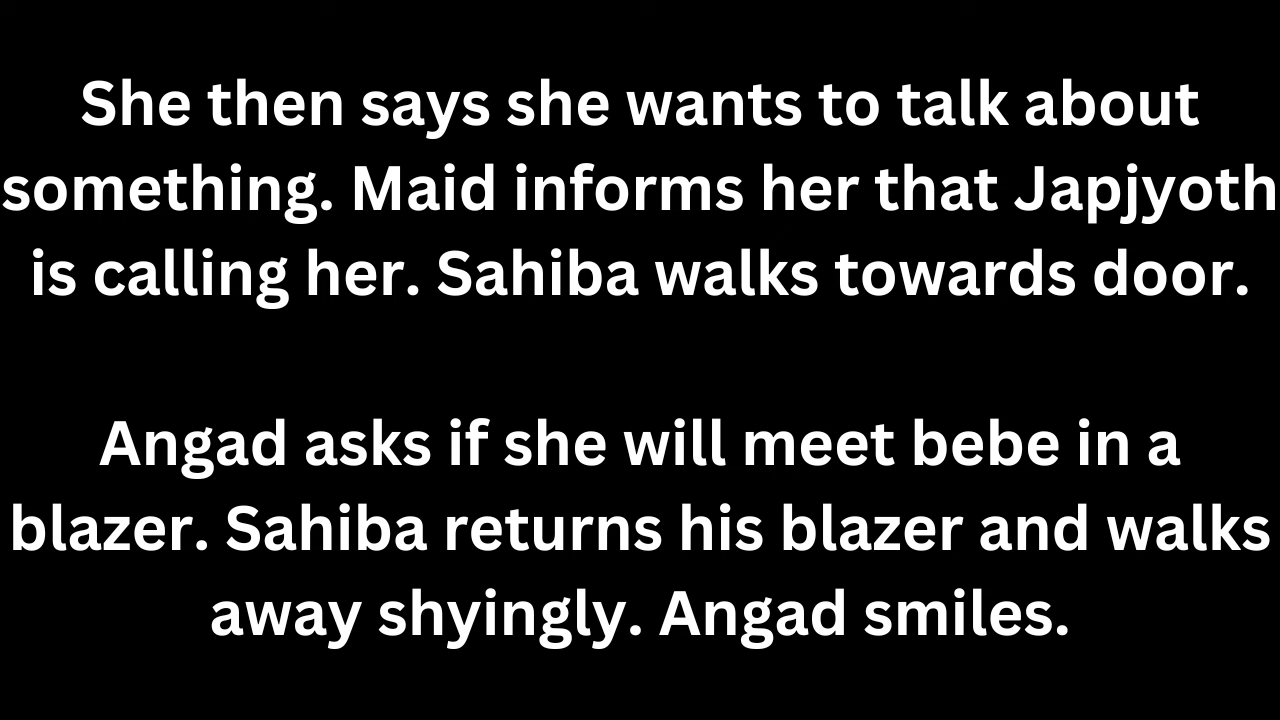 She then says she wants to talk about
something. Maid informs her that Japjyoth
is calling her. Sahiba walks towards door.
Angad asks if she will meet bebe in a
blazer. Sahiba returns his blazer and walks
away shyingly. Angad smiles.